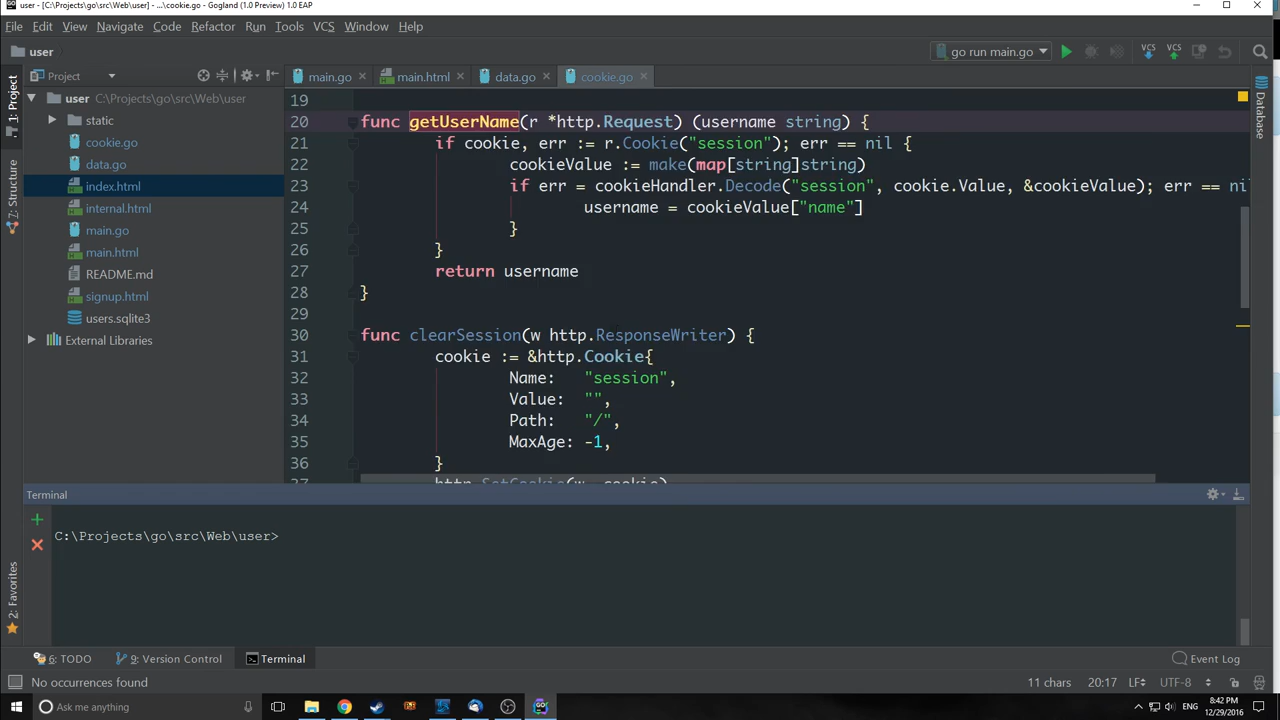 user - [C:\Projects\go\src\Web\user] - ...\cookie.go - Gogland (1.0 Preview) 1.0 EAP
File Edit View Navigate Code Refactor Run Tools VCS Window Help
user
go run main.go
VCS VCS
Project
main.go main.html data.go cookie.go
1: Project
7: Structure
2: Favorites
Database
user C:\Projects\go\src\Web\user
static
cookie.go
data.go
index.html
internal.html
main.go
main.html
README.md
signup.html
users.sqlite3
External Libraries
19
20 func getUserName(r *http.Request) (username string) {
21 if cookie, err := r.Cookie("session"); err == nil {
22 cookieValue := make(map[string]string)
23 if err = cookieHandler.Decode("session", cookie.Value, &cookieValue); err == nil
24 username = cookieValue["name"]
25 }
26 }
27 return username
28 }
29
30 func clearSession(w http.ResponseWriter) {
31 cookie := &http.Cookie{
32 Name: "session",
33 Value: "",
34 Path: "/",
35 MaxAge: -1,
36 }
37 http.SetCookie(w, cookie)
Terminal
C:\Projects\go\src\Web\user>
6: TODO 9: Version Control Terminal Event Log
No occurrences found 11 chars 20:17 LF UTF-8
Ask me anything
GO
ENG
8:42 PM
12/29/2016